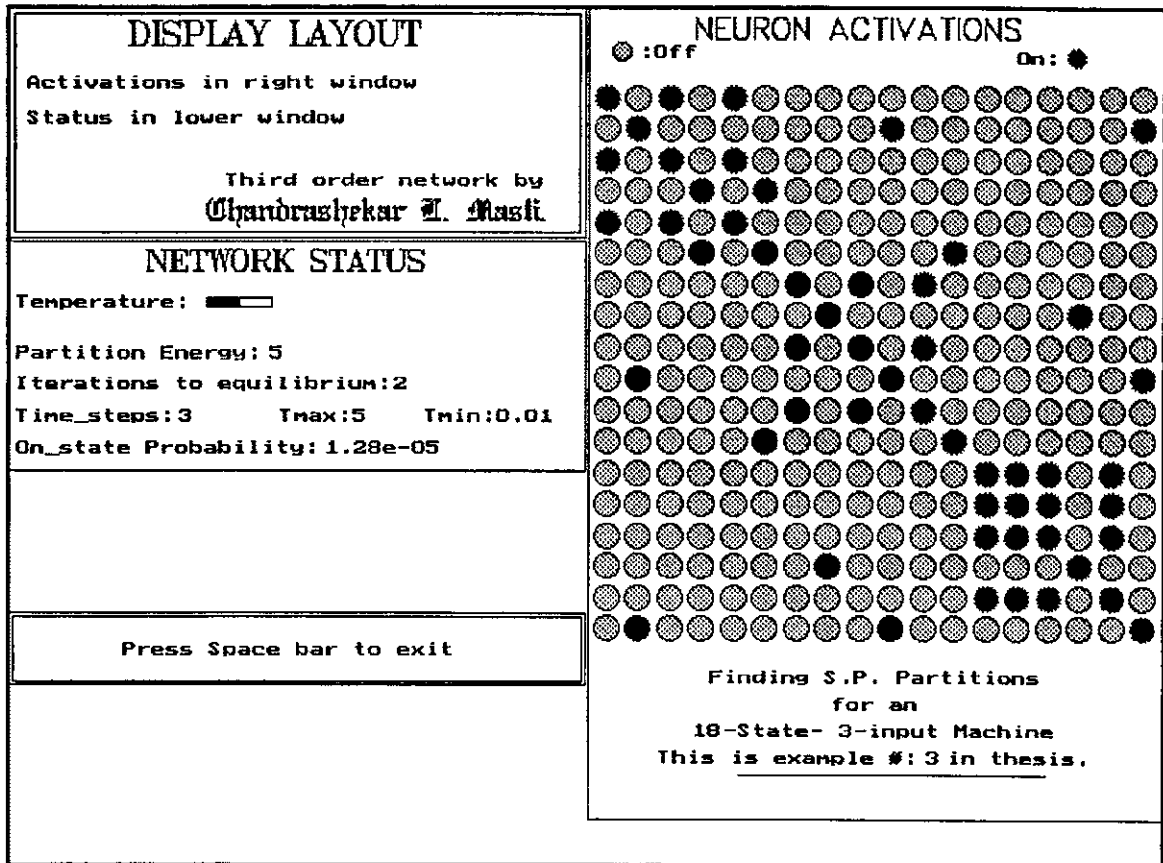 DISPLAY LAYOUT
Activations in right window
Status in lower window
Third order network by
Chandrashekar L. Masti
NETWORK STATUS
Temperature:
Partition Energy: 5
Iterations to equilibrium:2
Time_steps:3 Tmax:5 Tmin:0.01
On_state Probability: 1.28e-05
Press Space bar to exit
NEURON ACTIVATIONS
:Off On:
Finding S.P. Partitions
for an
18-State- 3-input Machine
This is example #: 3 in thesis.